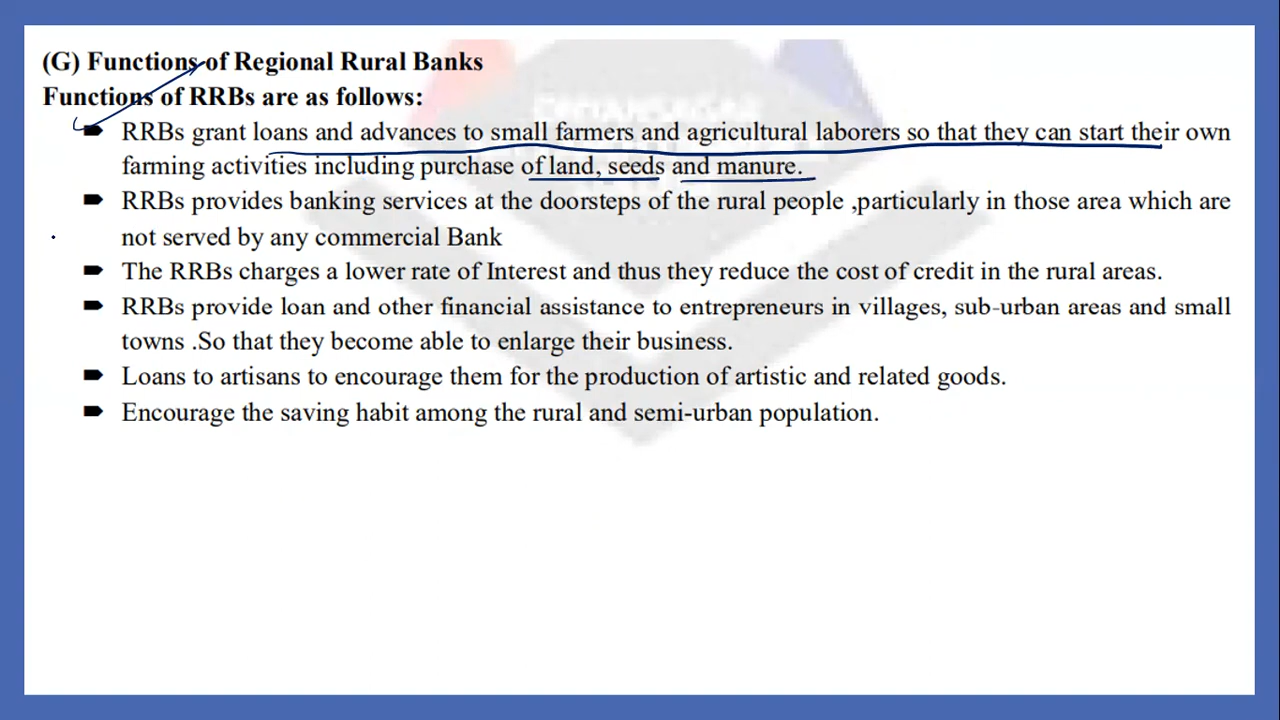 (G) Functions of Regional Rural Banks
Functions of RRBs are as follows:
RRBs grant loans and advances to small farmers and agricultural laborers so that they can start their own
farming activities including purchase of land, seeds and manure.
RRBs provides banking services at the doorsteps of the rural people ,particularly in those area which are
not served by any commercial Bank
The RRBs charges a lower rate of Interest and thus they reduce the cost of credit in the rural areas.
RRBs provide loan and other financial assistance to entrepreneurs in villages, sub-urban areas and small
towns .So that they become able to enlarge their business.
Loans to artisans to encourage them for the production of artistic and related goods.
Encourage the saving habit among the rural and semi-urban population.